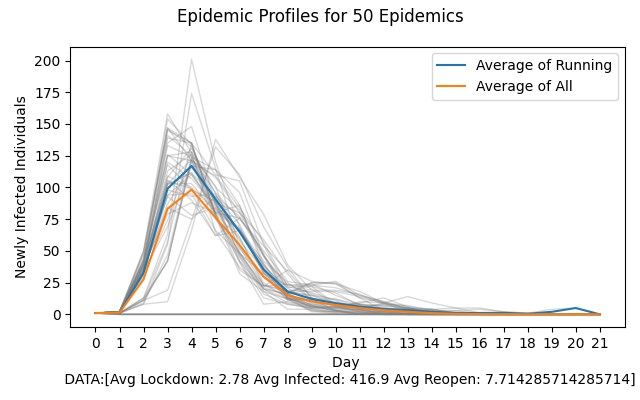 Epidemic Profiles for 50 Epidemics
Newly Infected Individuals
200
175
150
125
100
75
50
25
0
Average of Running
Average of All
0 1 2 3 4 5 6 7 8 9 10 11 12 13 14 15 16 17 18 19 20 21
Day
DATA:[Avg Lockdown: 2.78 Avg Infected: 416.9 Avg Reopen: 7.714285714285714]